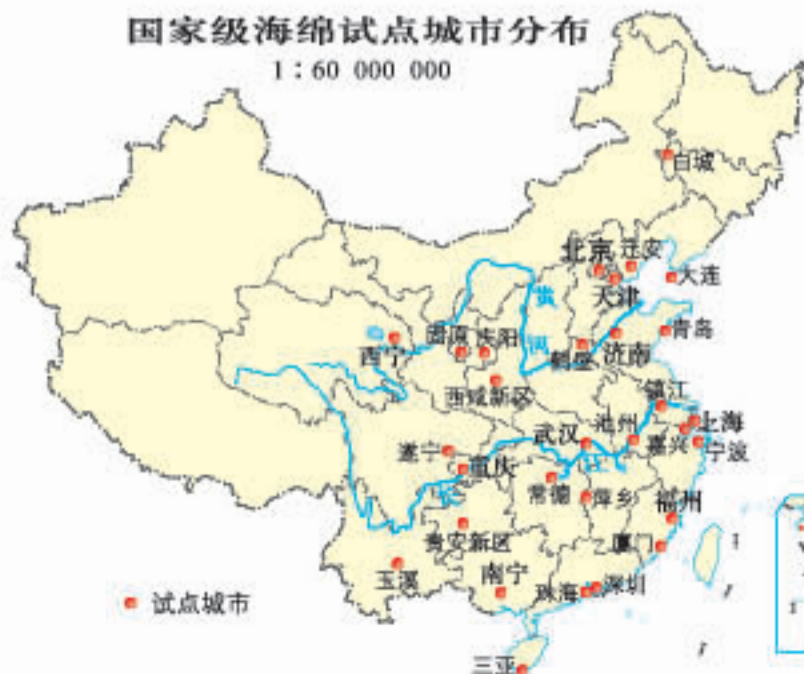 国家级海绵试点城市分布
1∶60 000 000
白城
北京
迁安
天津
大连
黄
河
青岛
西宁
固原
庆阳
鹤壁
济南
西咸新区
镇江
上海
池州
武汉
嘉兴
宁波
遂宁
重庆
长
江
常德
萍乡
福州
贵安新区
厦门
玉溪
南宁
珠海
深圳
试点城市
三亚